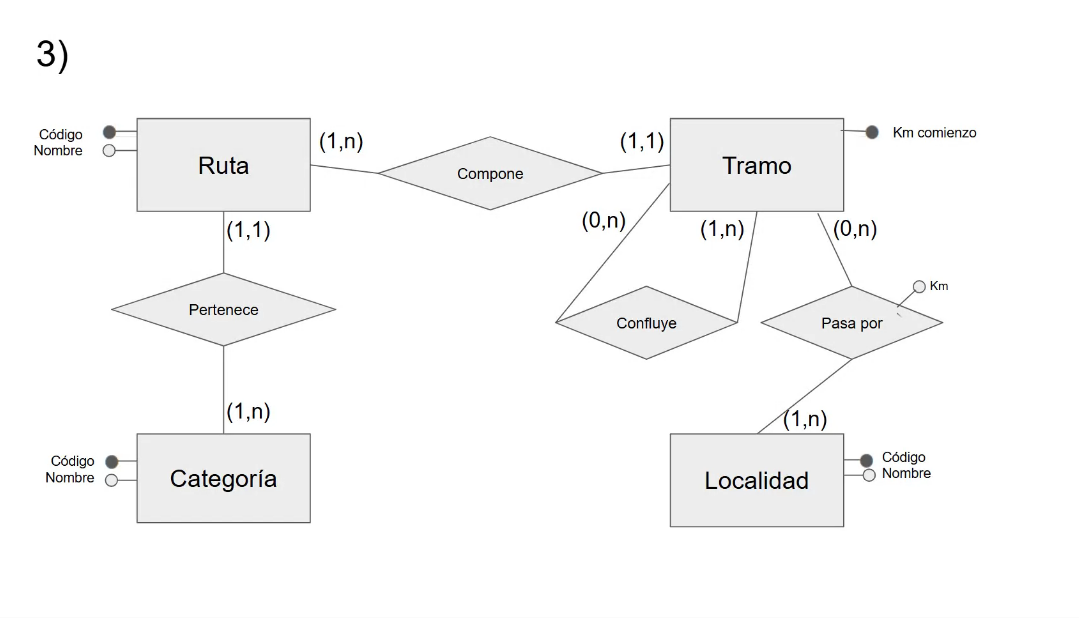 3)
Código
Nombre
Ruta
(1,n)
Compone
(1,1)
Tramo
Km comienzo
(1,1)
(0,n)
(1,n)
(0,n)
Km
Pertenece
Confluye
Pasa por
(1,n)
(1,n)
Código
Nombre
Categoría
Localidad
Código
Nombre